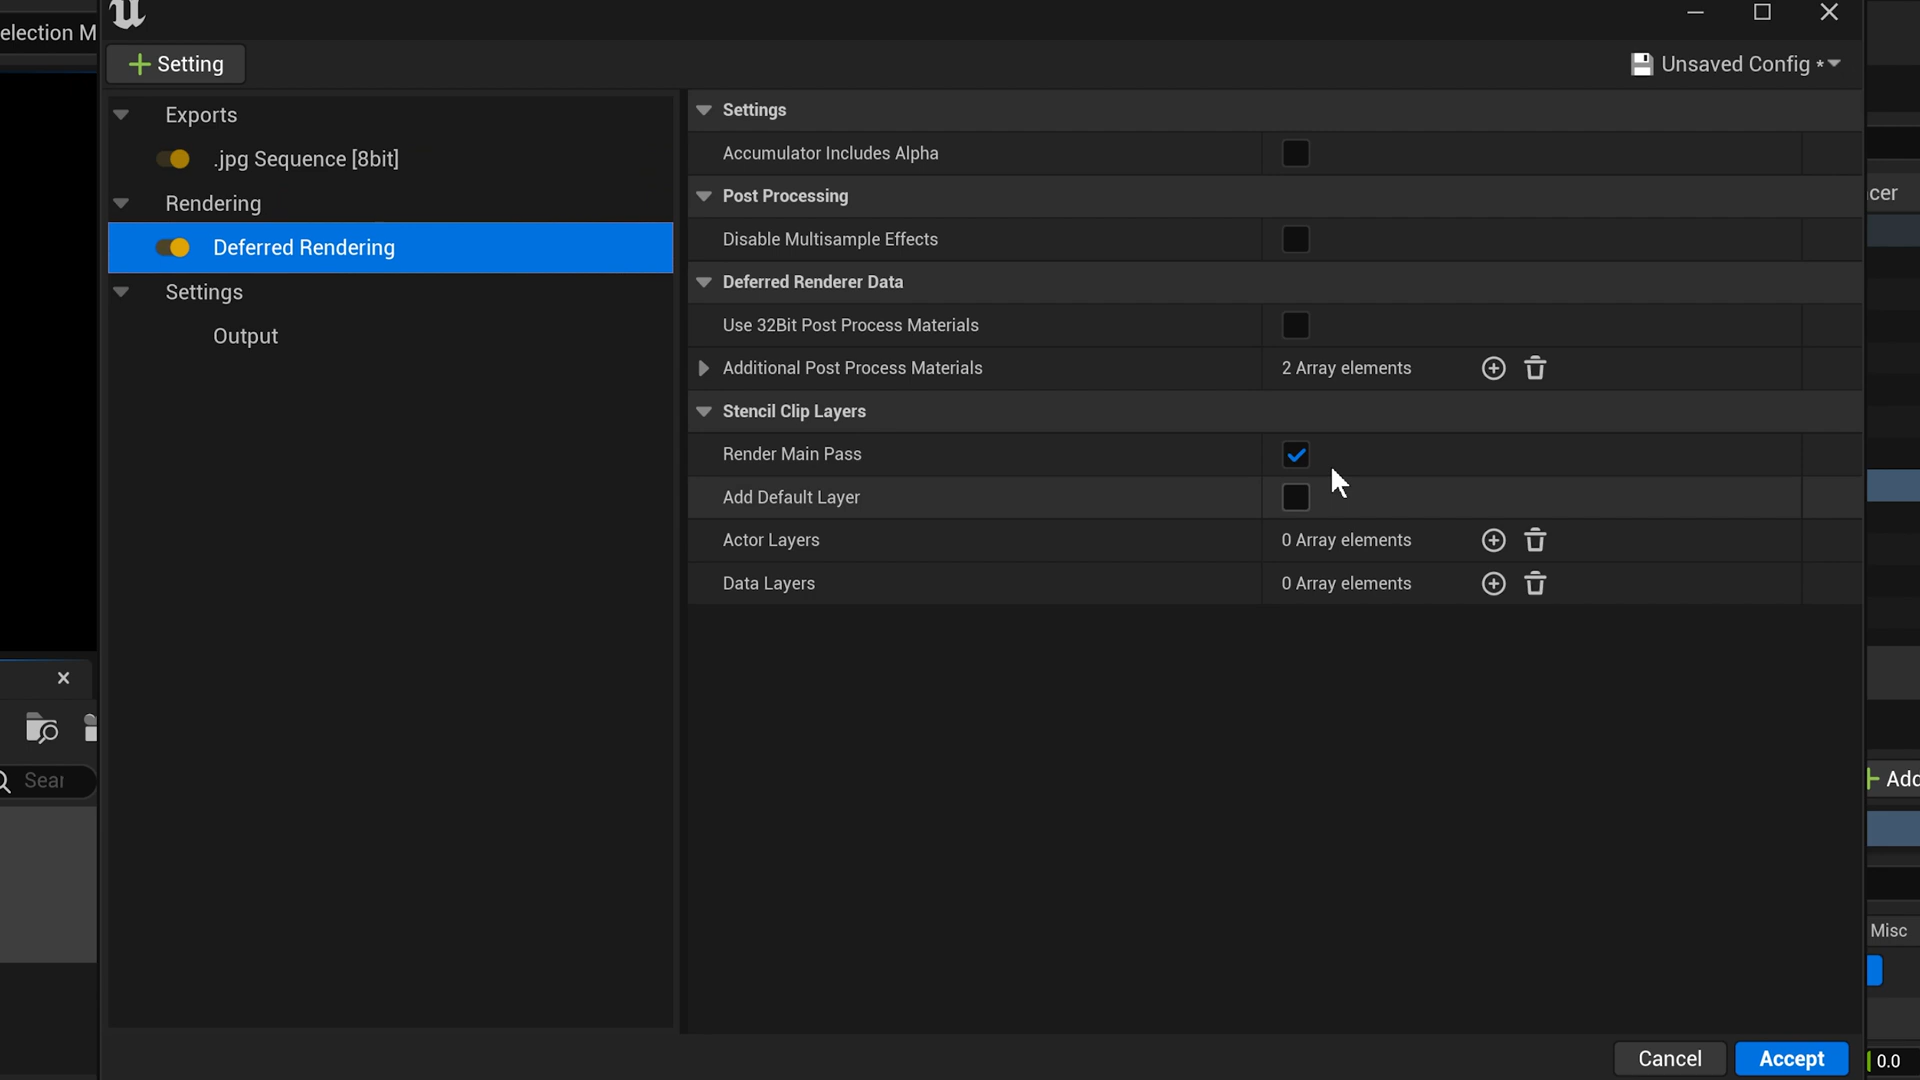 election M
+ Setting
Unsaved Config *
Exports
.jpg Sequence [8bit]
Rendering
Deferred Rendering
Settings
Output
Settings
Accumulator Includes Alpha
Post Processing
Disable Multisample Effects
Deferred Renderer Data
Use 32Bit Post Process Materials
Additional Post Process Materials 2 Array elements
Stencil Clip Layers
Render Main Pass
Add Default Layer
Actor Layers 0 Array elements
Data Layers 0 Array elements
Cancel Accept
cer
Sear
+ Add
Misc
0.0